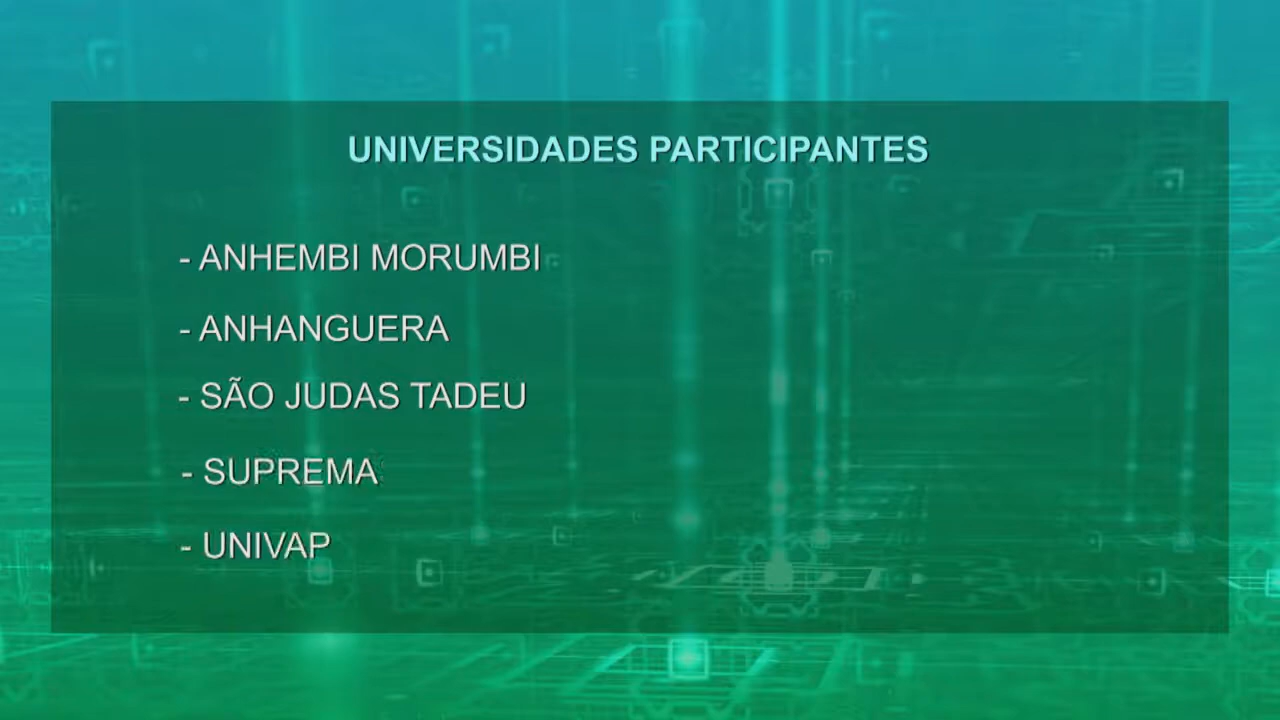 UNIVERSIDADES PARTICIPANTES
- ANHEMBI MORUMBI
- ANHANGUERA
- SÃO JUDAS TADEU
- SUPREMA
- UNIVAP